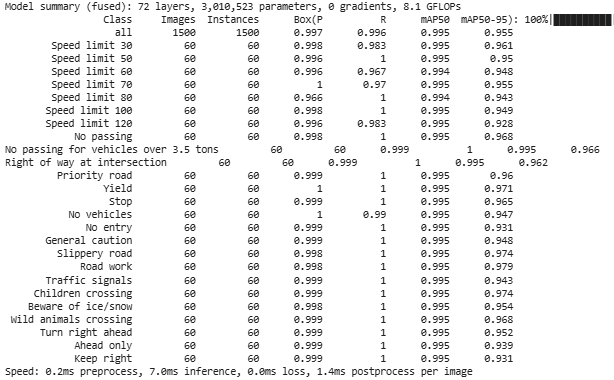 Model summary (fused): 72 layers, 3,010,523 parameters, 0 gradients, 8.1 GFLOPs
Class Images Instances Box(P R mAP50 mAP50-95): 100%
all 1500 1500 0.997 0.996 0.995 0.955
Speed limit 30 60 60 0.998 0.983 0.995 0.961
Speed limit 50 60 60 0.996 1 0.995 0.95
Speed limit 60 60 60 0.996 0.967 0.994 0.948
Speed limit 70 60 60 1 0.97 0.995 0.955
Speed limit 80 60 60 0.966 1 0.994 0.943
Speed limit 100 60 60 0.998 1 0.995 0.949
Speed limit 120 60 60 0.996 0.983 0.995 0.928
No passing 60 60 0.998 1 0.995 0.968
No passing for vehicles over 3.5 tons 60 60 0.999 1 0.995 0.966
Right of way at intersection 60 60 0.999 1 0.995 0.962
Priority road 60 60 0.999 1 0.995 0.96
Yield 60 60 1 1 0.995 0.971
Stop 60 60 0.999 1 0.995 0.965
No vehicles 60 60 1 0.99 0.995 0.947
No entry 60 60 0.999 1 0.995 0.931
General caution 60 60 0.999 1 0.995 0.948
Slippery road 60 60 0.998 1 0.995 0.974
Road work 60 60 0.998 1 0.995 0.979
Traffic signals 60 60 0.999 1 0.995 0.943
Children crossing 60 60 0.999 1 0.995 0.974
Beware of ice/snow 60 60 0.998 1 0.995 0.954
Wild animals crossing 60 60 0.999 1 0.995 0.968
Turn right ahead 60 60 0.999 1 0.995 0.952
Ahead only 60 60 0.999 1 0.995 0.939
Keep right 60 60 0.999 1 0.995 0.931
Speed: 0.2ms preprocess, 7.0ms inference, 0.0ms loss, 1.4ms postprocess per image